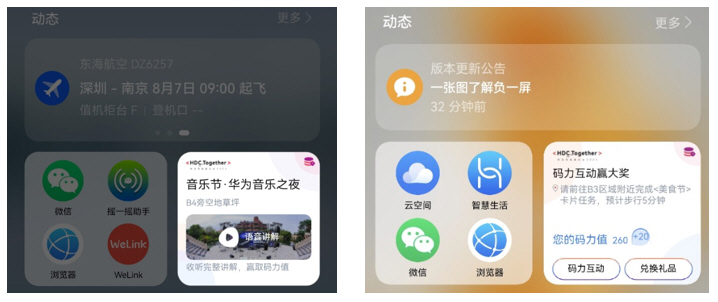 动态
更多 >
东海航空 DZ6257
深圳 - 南京 8月7日 09:00 起飞
值机柜台 F | 登机口 --
微信
摇一摇助手
浏览器
WeLink
WeLink
<HDC.Together>
音乐节·华为音乐之夜
B4旁空地草坪
语音讲解
收听完整讲解，赢取码力值
动态
更多 >
版本更新公告
一张图了解负一屏
32 分钟前
云空间
智慧生活
微信
浏览器
<HDC.Together>
码力互动赢大奖
请前往B3区域附近完成<美食节>
卡片任务，预计步行5分钟
您的码力值 260 +20
码力互动
兑换礼品